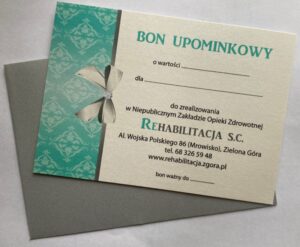 BON UPOMINKOWY
o wartości
dla
do zrealizowania
w Niepublicznym Zakładzie Opieki Zdrowotnej
REHABILITACJA S.C.
Al. Wojska Polskiego 86 (Mrowisko), Zielona Góra
tel. 68 326 59 48
www.rehabilitacja.zgora.pl
bon ważny do